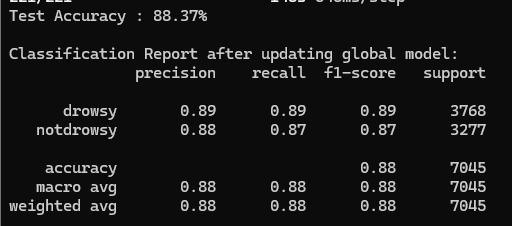 Test Accuracy : 88.37%
Classification Report after updating global model:
precision recall f1-score support
drowsy 0.89 0.89 0.89 3768
notdrowsy 0.88 0.87 0.87 3277
accuracy 0.88 7045
macro avg 0.88 0.88 0.88 7045
weighted avg 0.88 0.88 0.88 7045